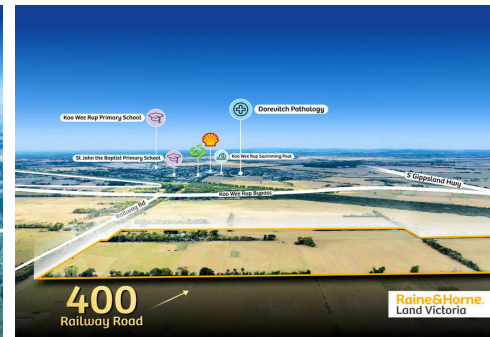 Dorevitch Pathology
Koo Wee Rup Primary School
St John the Baptist Primary School
Koo Wee Rup Swimming Pool
S Gippsland Hwy
Koo Wee Rup Bypass
Railway Rd
400
Railway Road
Raine&Horne.
Land Victoria